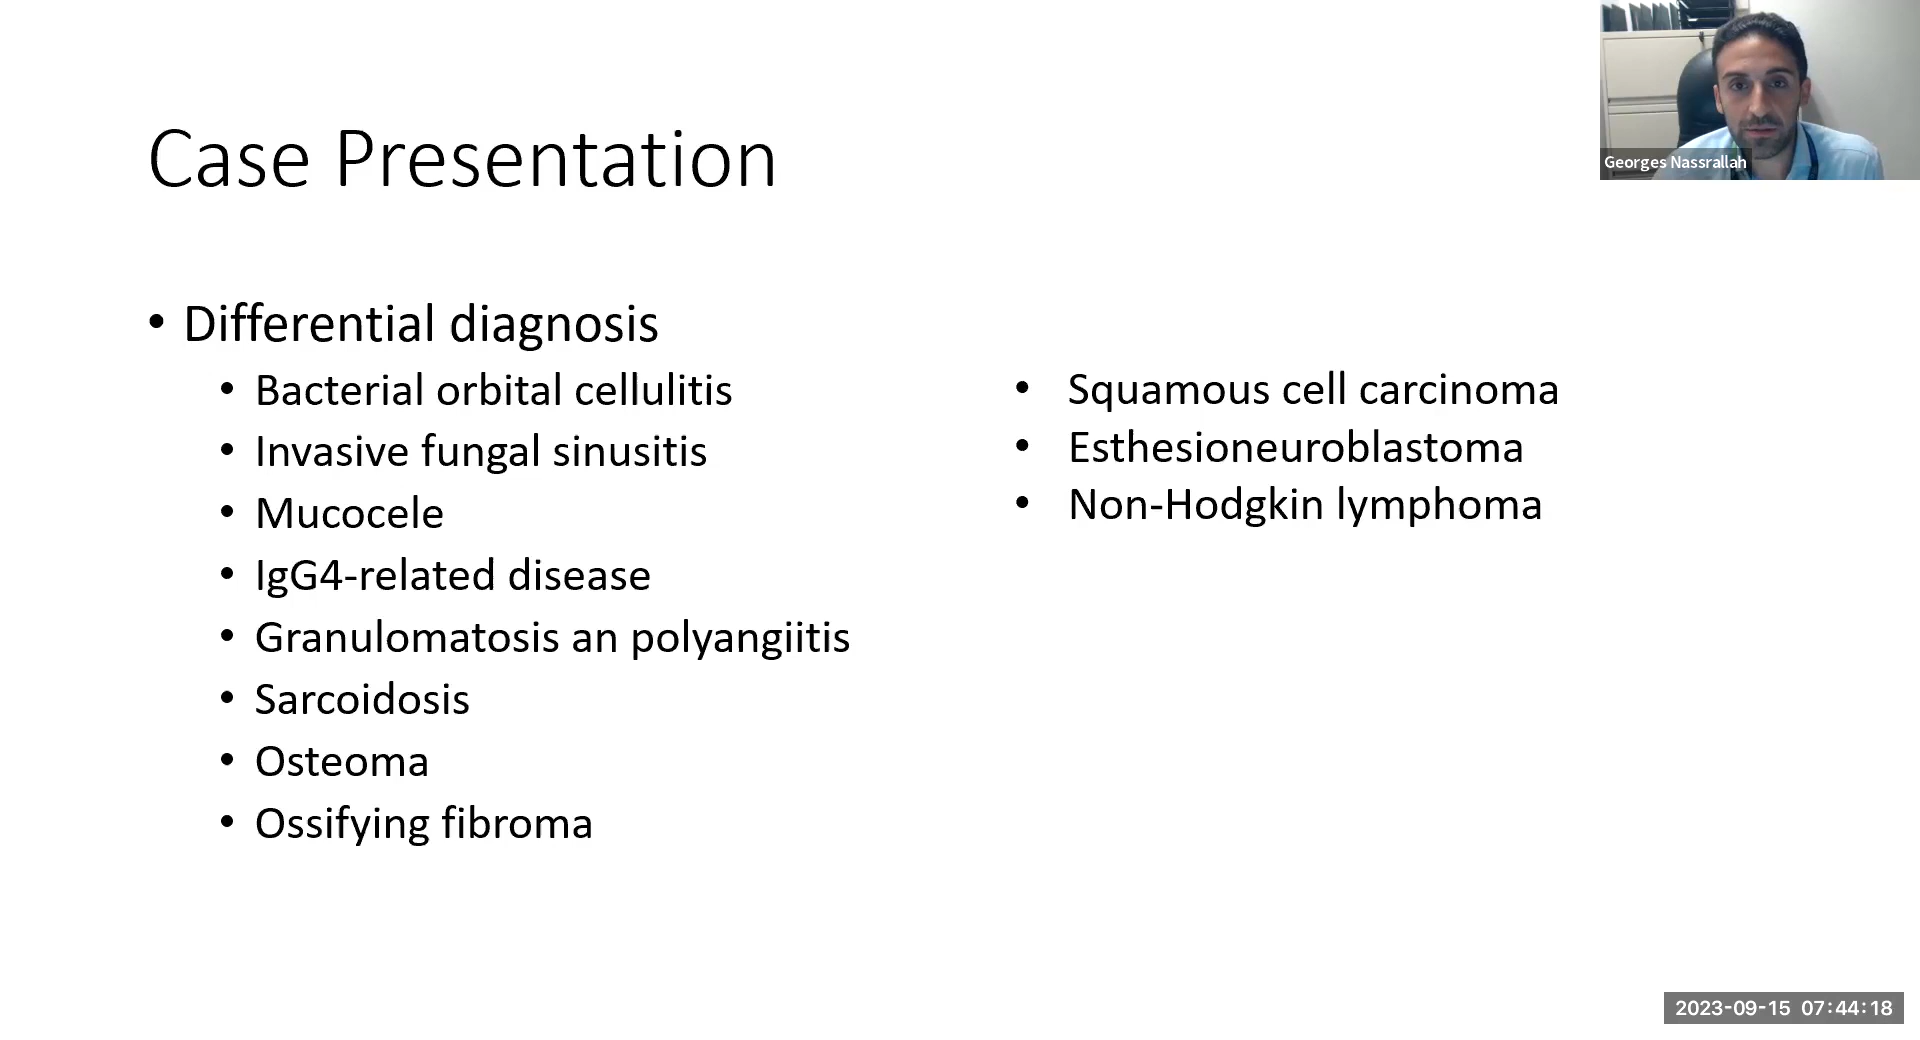 Case Presentation
Georges Nassrallah
• Differential diagnosis
• Bacterial orbital cellulitis
• Invasive fungal sinusitis
• Mucocele
• IgG4-related disease
• Granulomatosis an polyangiitis
• Sarcoidosis
• Osteoma
• Ossifying fibroma
• Squamous cell carcinoma
• Esthesioneuroblastoma
• Non-Hodgkin lymphoma
2023-09-15 07:44:18